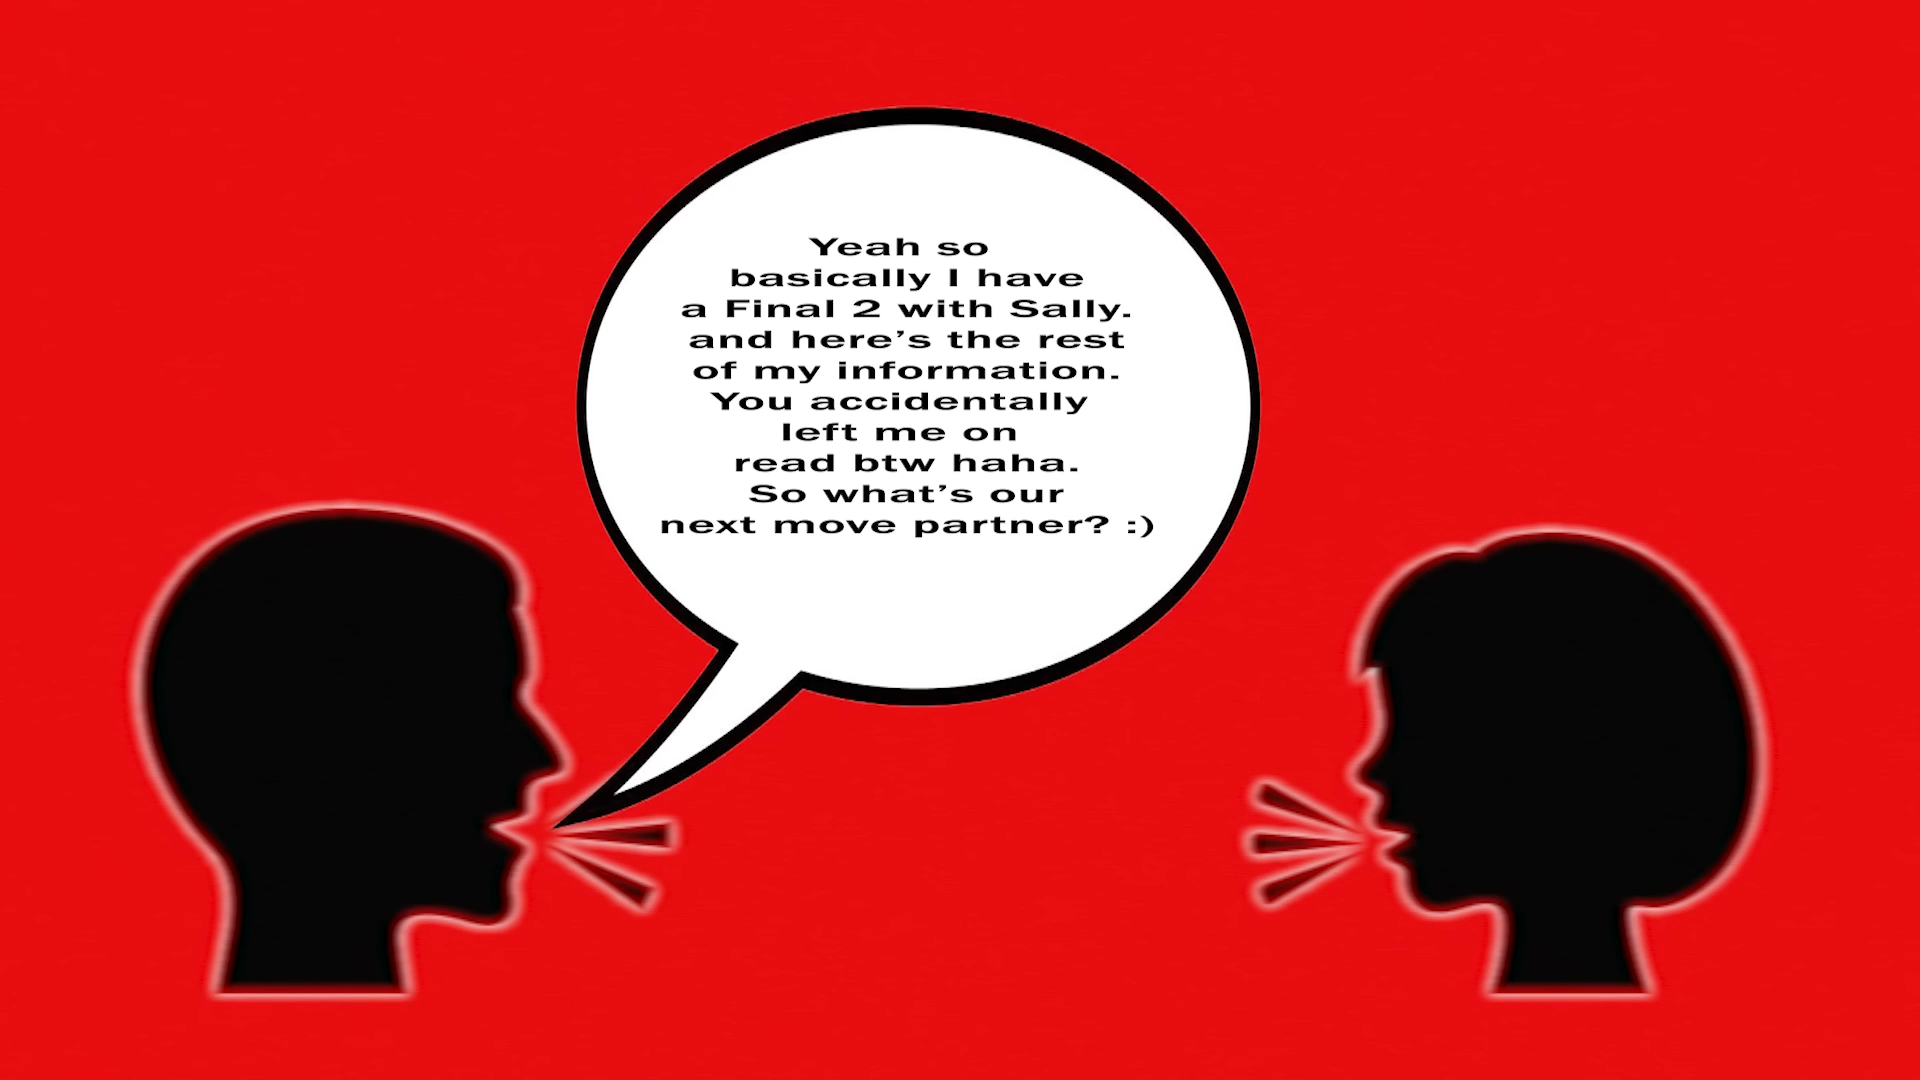 Yeah so
basically I have
a Final 2 with Sally.
and here’s the rest
of my information.
You accidentally
left me on
read btw haha.
So what’s our
next move partner? :)